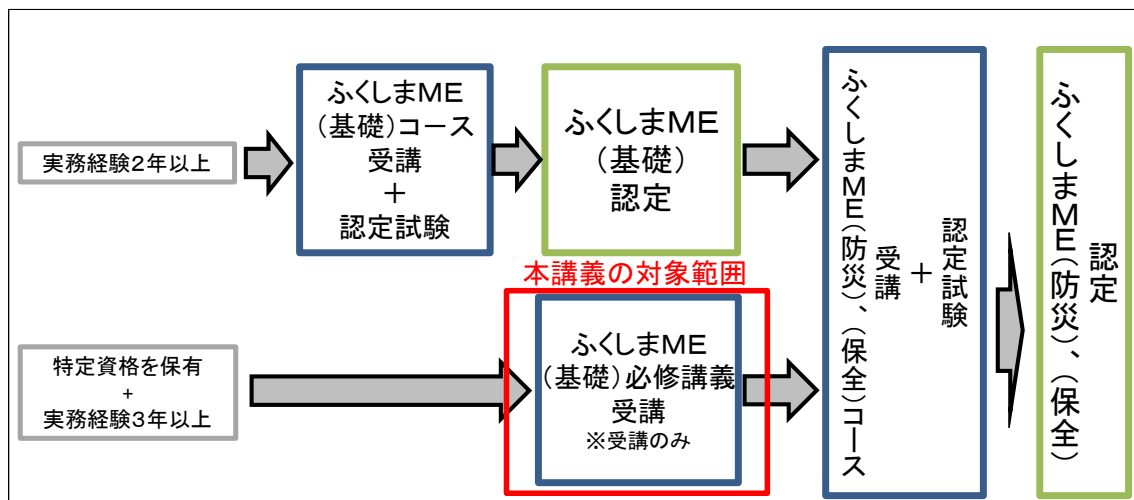 実務経験2年以上
ふくしまME
(基礎)コース
受講
+
認定試験
ふくしまME
(基礎)
認定
本講義の対象範囲
特定資格を保有
+
実務経験3年以上
ふくしまME
(基礎)必修講義
受講
※受講のみ
ふくしまME(防災)、(保全)コース
受講
+
認定試験
ふくしまME(防災)、(保全)
認定